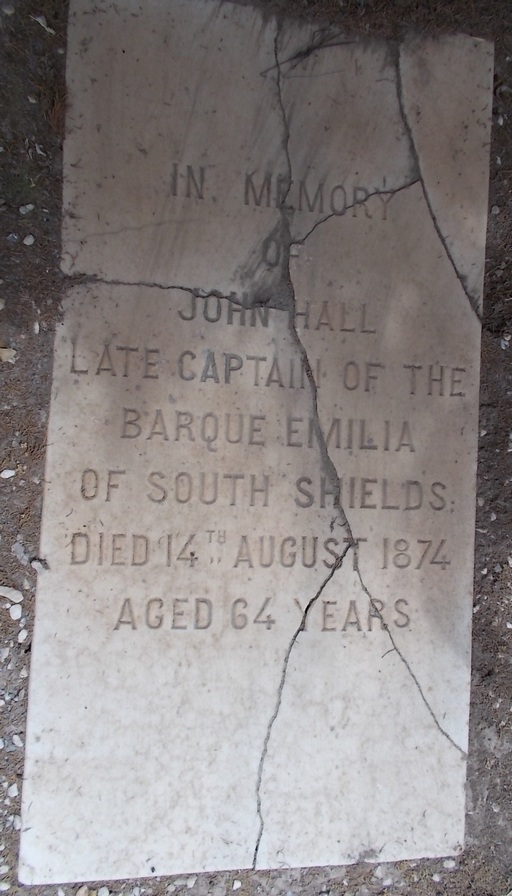 IN MEMORY
OF
JOHN HALL
LATE CAPTAIN OF THE
BARQUE EMILIA
OF SOUTH SHIELDS,
DIED 14TH AUGUST 1874
AGED 64 YEARS